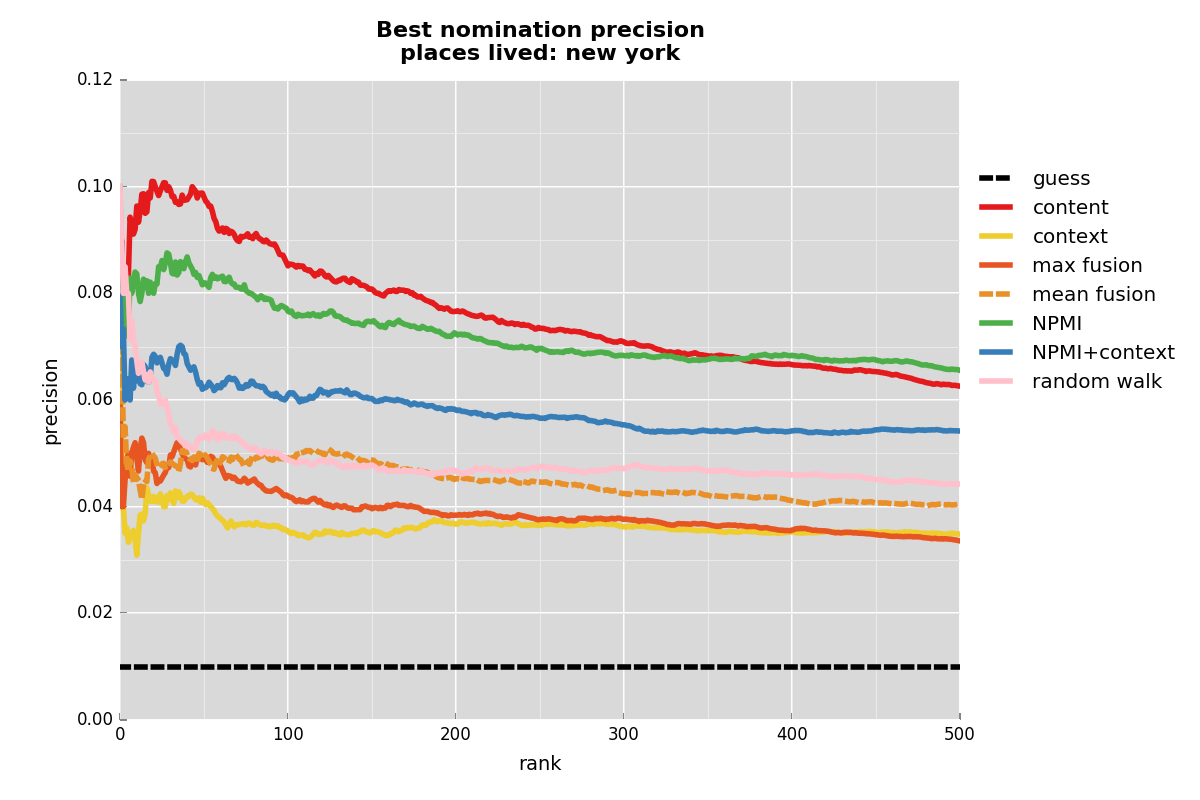 Best nomination precision
places lived: new york
precision
0.12
0.10
0.08
0.06
0.04
0.02
0.00
0
100
200
300
400
500
rank
guess
content
context
max fusion
mean fusion
NPMI
NPMI+context
random walk